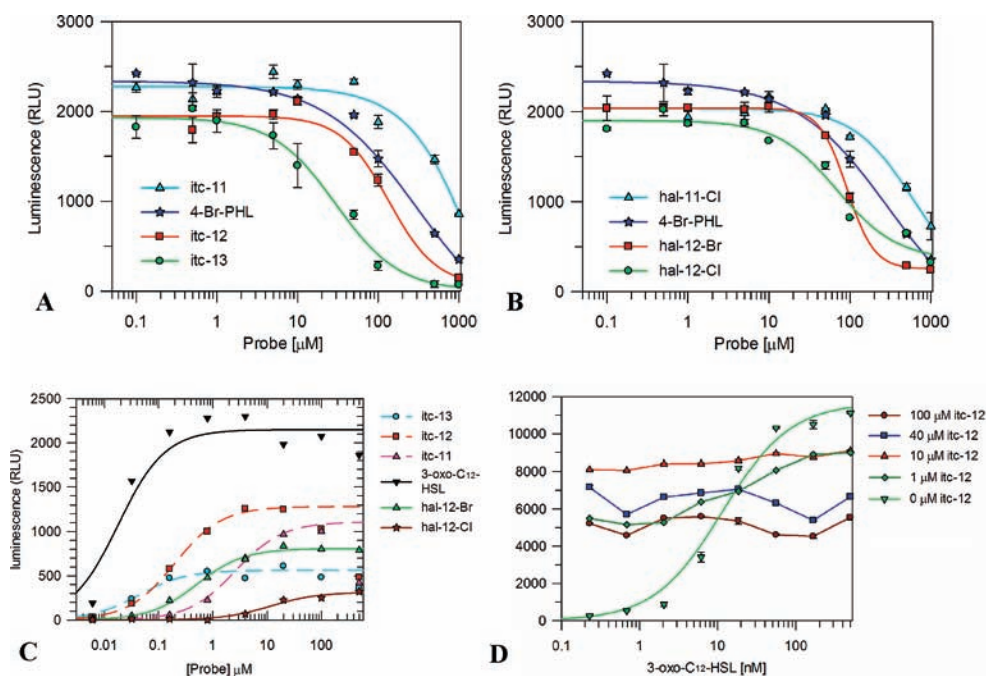 3000
2000
1000
0
Luminescence (RLU)
itc-11
4-Br-PHL
itc-12
itc-13
0.1
1
10
100
1000
Probe [µM]
A
3000
2000
1000
0
Luminescence (RLU)
hal-11-Cl
4-Br-PHL
hal-12-Br
hal-12-Cl
0.1
1
10
100
1000
Probe [µM]
B
2500
2000
1500
1000
500
0
luminescence (RLU)
0.01
0.1
1
10
100
[Probe] µM
itc-13
itc-12
itc-11
3-oxo-C12-
HSL
hal-12-Br
hal-12-Cl
C
12000
10000
8000
6000
4000
2000
0
0.1
1
10
100
3-oxo-C12-HSL [nM]
100 µM itc-12
40 µM itc-12
10 µM itc-12
1 µM itc-12
0 µM itc-12
D